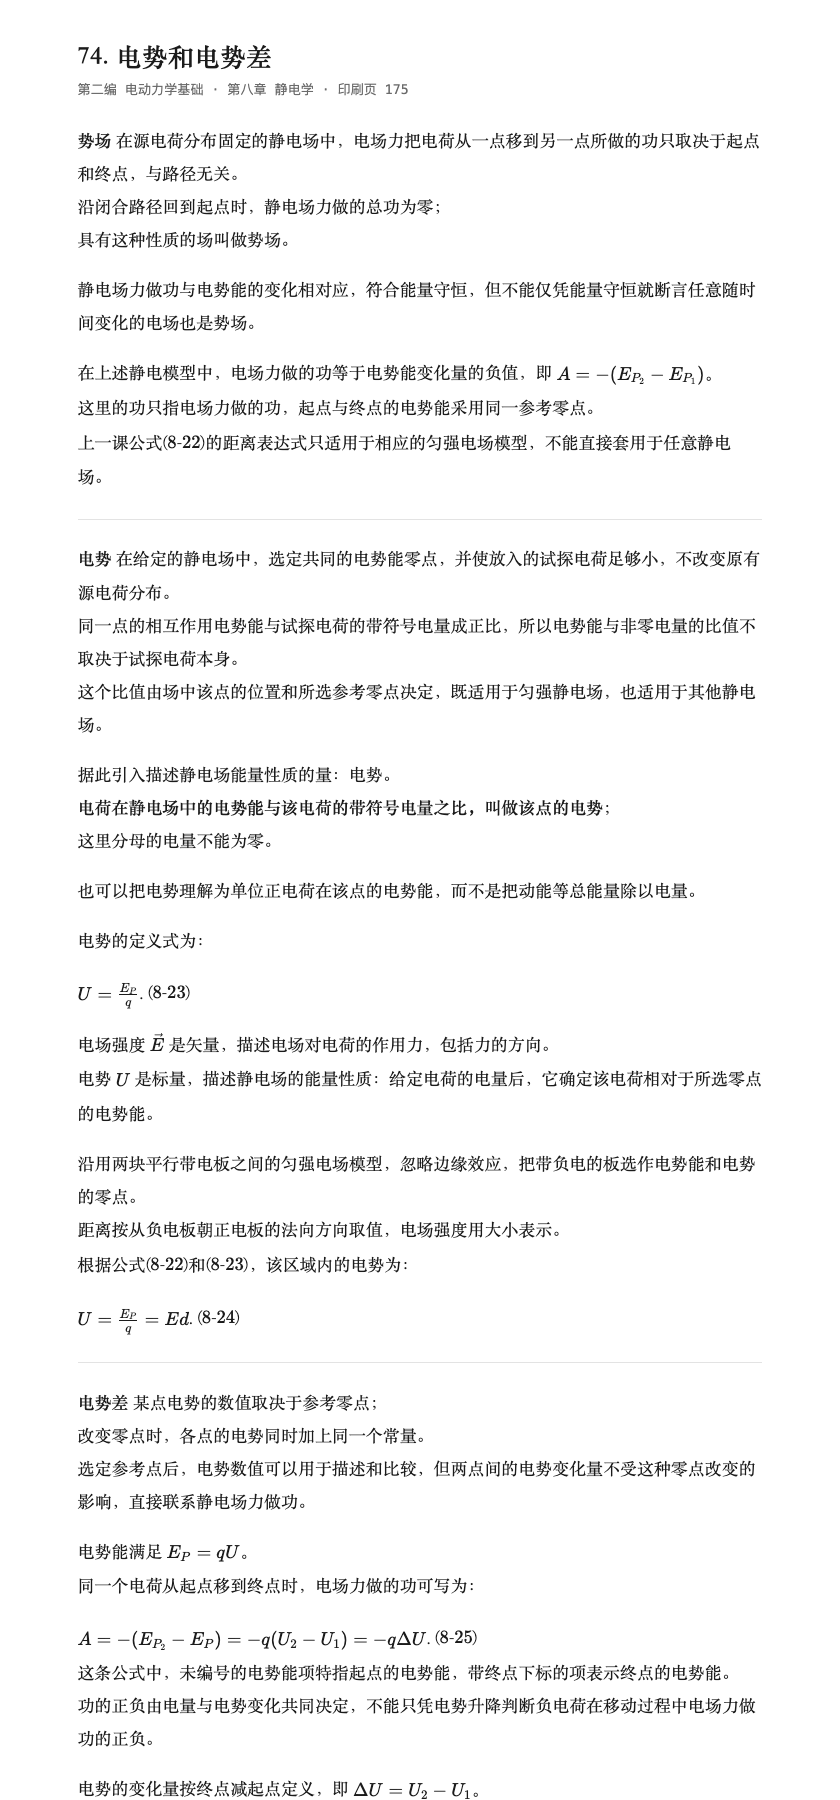 74. 电势和电势差
第二编 电动力学基础 · 第八章 静电学 · 印刷页 175
势场 在源电荷分布固定的静电场中，电场力把电荷从一点移到另一点所做的功只取决于起点
和终点，与路径无关。
沿闭合路径回到起点时，静电场力做的总功为零；
具有这种性质的场叫做势场。
静电场力做功与电势能的变化相对应，符合能量守恒，但不能仅凭能量守恒就断言任意随时
间变化的电场也是势场。
在上述静电模型中，电场力做的功等于电势能变化量的负值，即 $A = -(E_{P_2} - E_{P_1})$。
这里的功只指电场力做的功，起点与终点的电势能采用同一参考零点。
上一课公式(8-22)的距离表达式只适用于相应的匀强电场模型，不能直接套用于任意静电
场。
电势 在给定的静电场中，选定共同的电势能零点，并使放入的试探电荷足够小，不改变原有
源电荷分布。
同一点的相互作用电势能与试探电荷的带符号电量成正比，所以电势能与非零电量的比值不
取决于试探电荷本身。
这个比值由场中该点的位置和所选参考零点决定，既适用于匀强静电场，也适用于其他静电
场。
据此引入描述静电场能量性质的量：电势。
电荷在静电场中的电势能与该电荷的带符号电量之比，叫做该点的电势；
这里分母的电量不能为零。
也可以把电势理解为单位正电荷在该点的电势能，而不是把动能等总能量除以电量。
电势的定义式为：
$U = \frac{E_P}{q}$. (8-23)
电场强度 $\vec{E}$ 是矢量，描述电场对电荷的作用力，包括力的方向。
电势 $U$ 是标量，描述静电场的能量性质：给定电荷的电量后，它确定该电荷相对于所选零点
的电势能。
沿用两块平行带电板之间的匀强电场模型，忽略边缘效应，把带负电的板选作电势能和电势
的零点。
距离按从负电板朝正电板的法向方向取值，电场强度用大小表示。
根据公式(8-22)和(8-23)，该区域内的电势为：
$U = \frac{E_P}{q} = Ed$. (8-24)
电势差 某点电势的数值取决于参考零点；
改变零点时，各点的电势同时加上同一个常量。
选定参考点后，电势数值可以用于描述和比较，但两点间的电势变化量不受这种零点改变的
影响，直接联系静电场力做功。
电势能满足 $E_P = qU$。
同一个电荷从起点移到终点时，电场力做的功可写为：
$A = -(E_{P_2} - E_P) = -q(U_2 - U_1) = -q\Delta U$. (8-25)
这条公式中，未编号的电势能项特指起点的电势能，带终点下标的项表示终点的电势能。
功的正负由电量与电势变化共同决定，不能只凭电势升降判断负电荷在移动过程中电场力做
功的正负。
电势的变化量按终点减起点定义，即 $\Delta U = U_2 - U_1$。